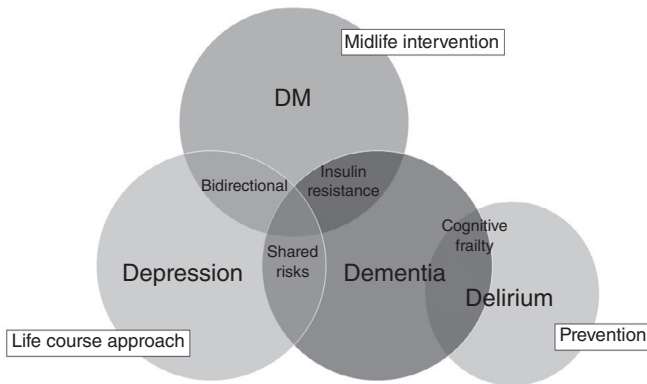 Midlife intervention
DM
Bidirectional
Insulin
resistance
Cognitive
frailty
Shared
risks
Depression
Dementia
Delirium
Life course approach
Prevention